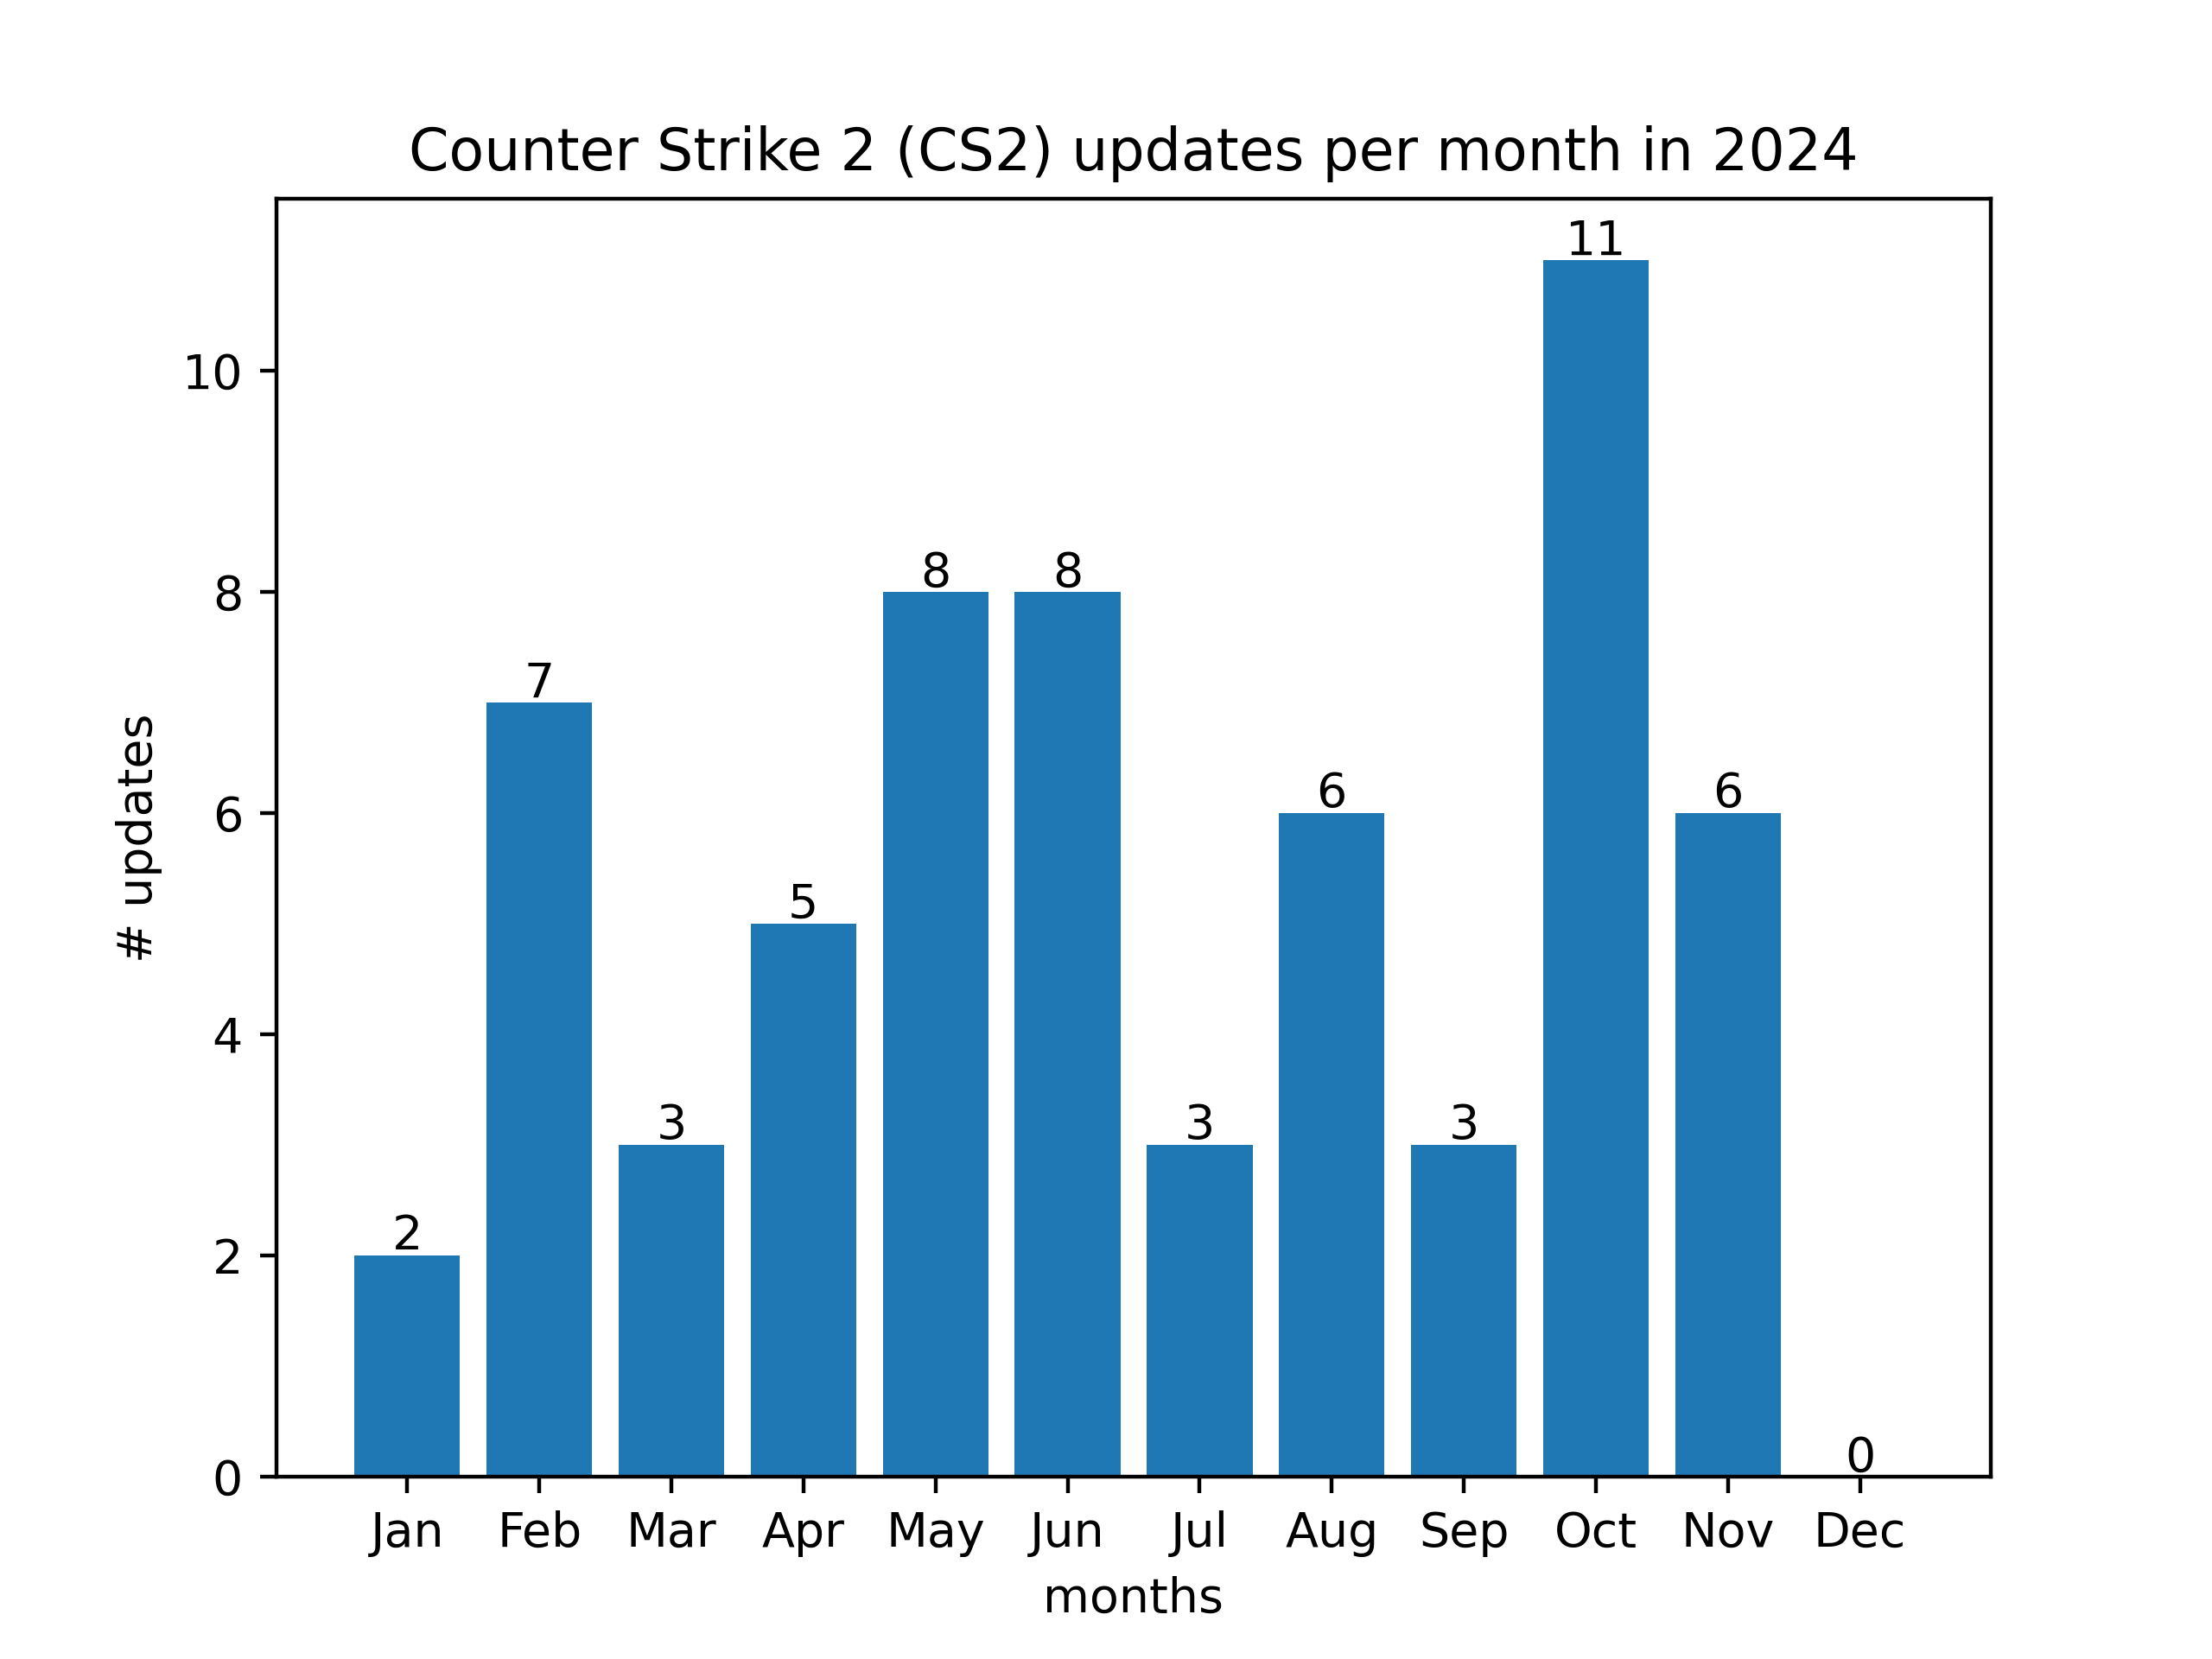 Counter Strike 2 (CS2) updates per month in 2024
11
10
8 8
8
7
# updates
6 6
6
5
4
3 3 3
2
2
0
0
Jan Feb Mar Apr May Jun Jul Aug Sep Oct Nov Dec
months